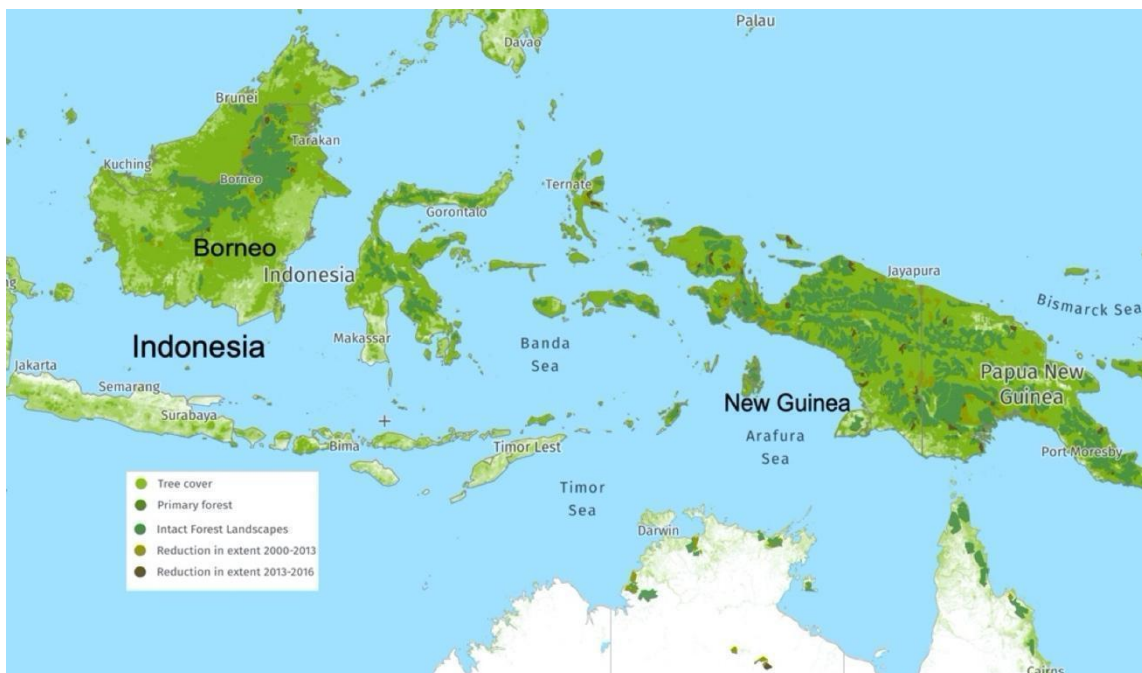 Palau
Davao
Brunei
Tarakan
Kuching
Borneo
Ternate
Gorontalo
Borneo
Indonesia
Jayapura
Bismarck Sea
Indonesia
Makassar
Banda
Sea
Jakarta
Semarang
Surabaya
Papua New
Guinea
New Guinea
Arafura
Sea
Bima
Timor Lest
Port Moresby
Tree cover
Primary forest
Intact Forest Landscapes
Reduction in extent 2000-2013
Reduction in extent 2013-2016
Timor
Sea
Darwin
Cairns